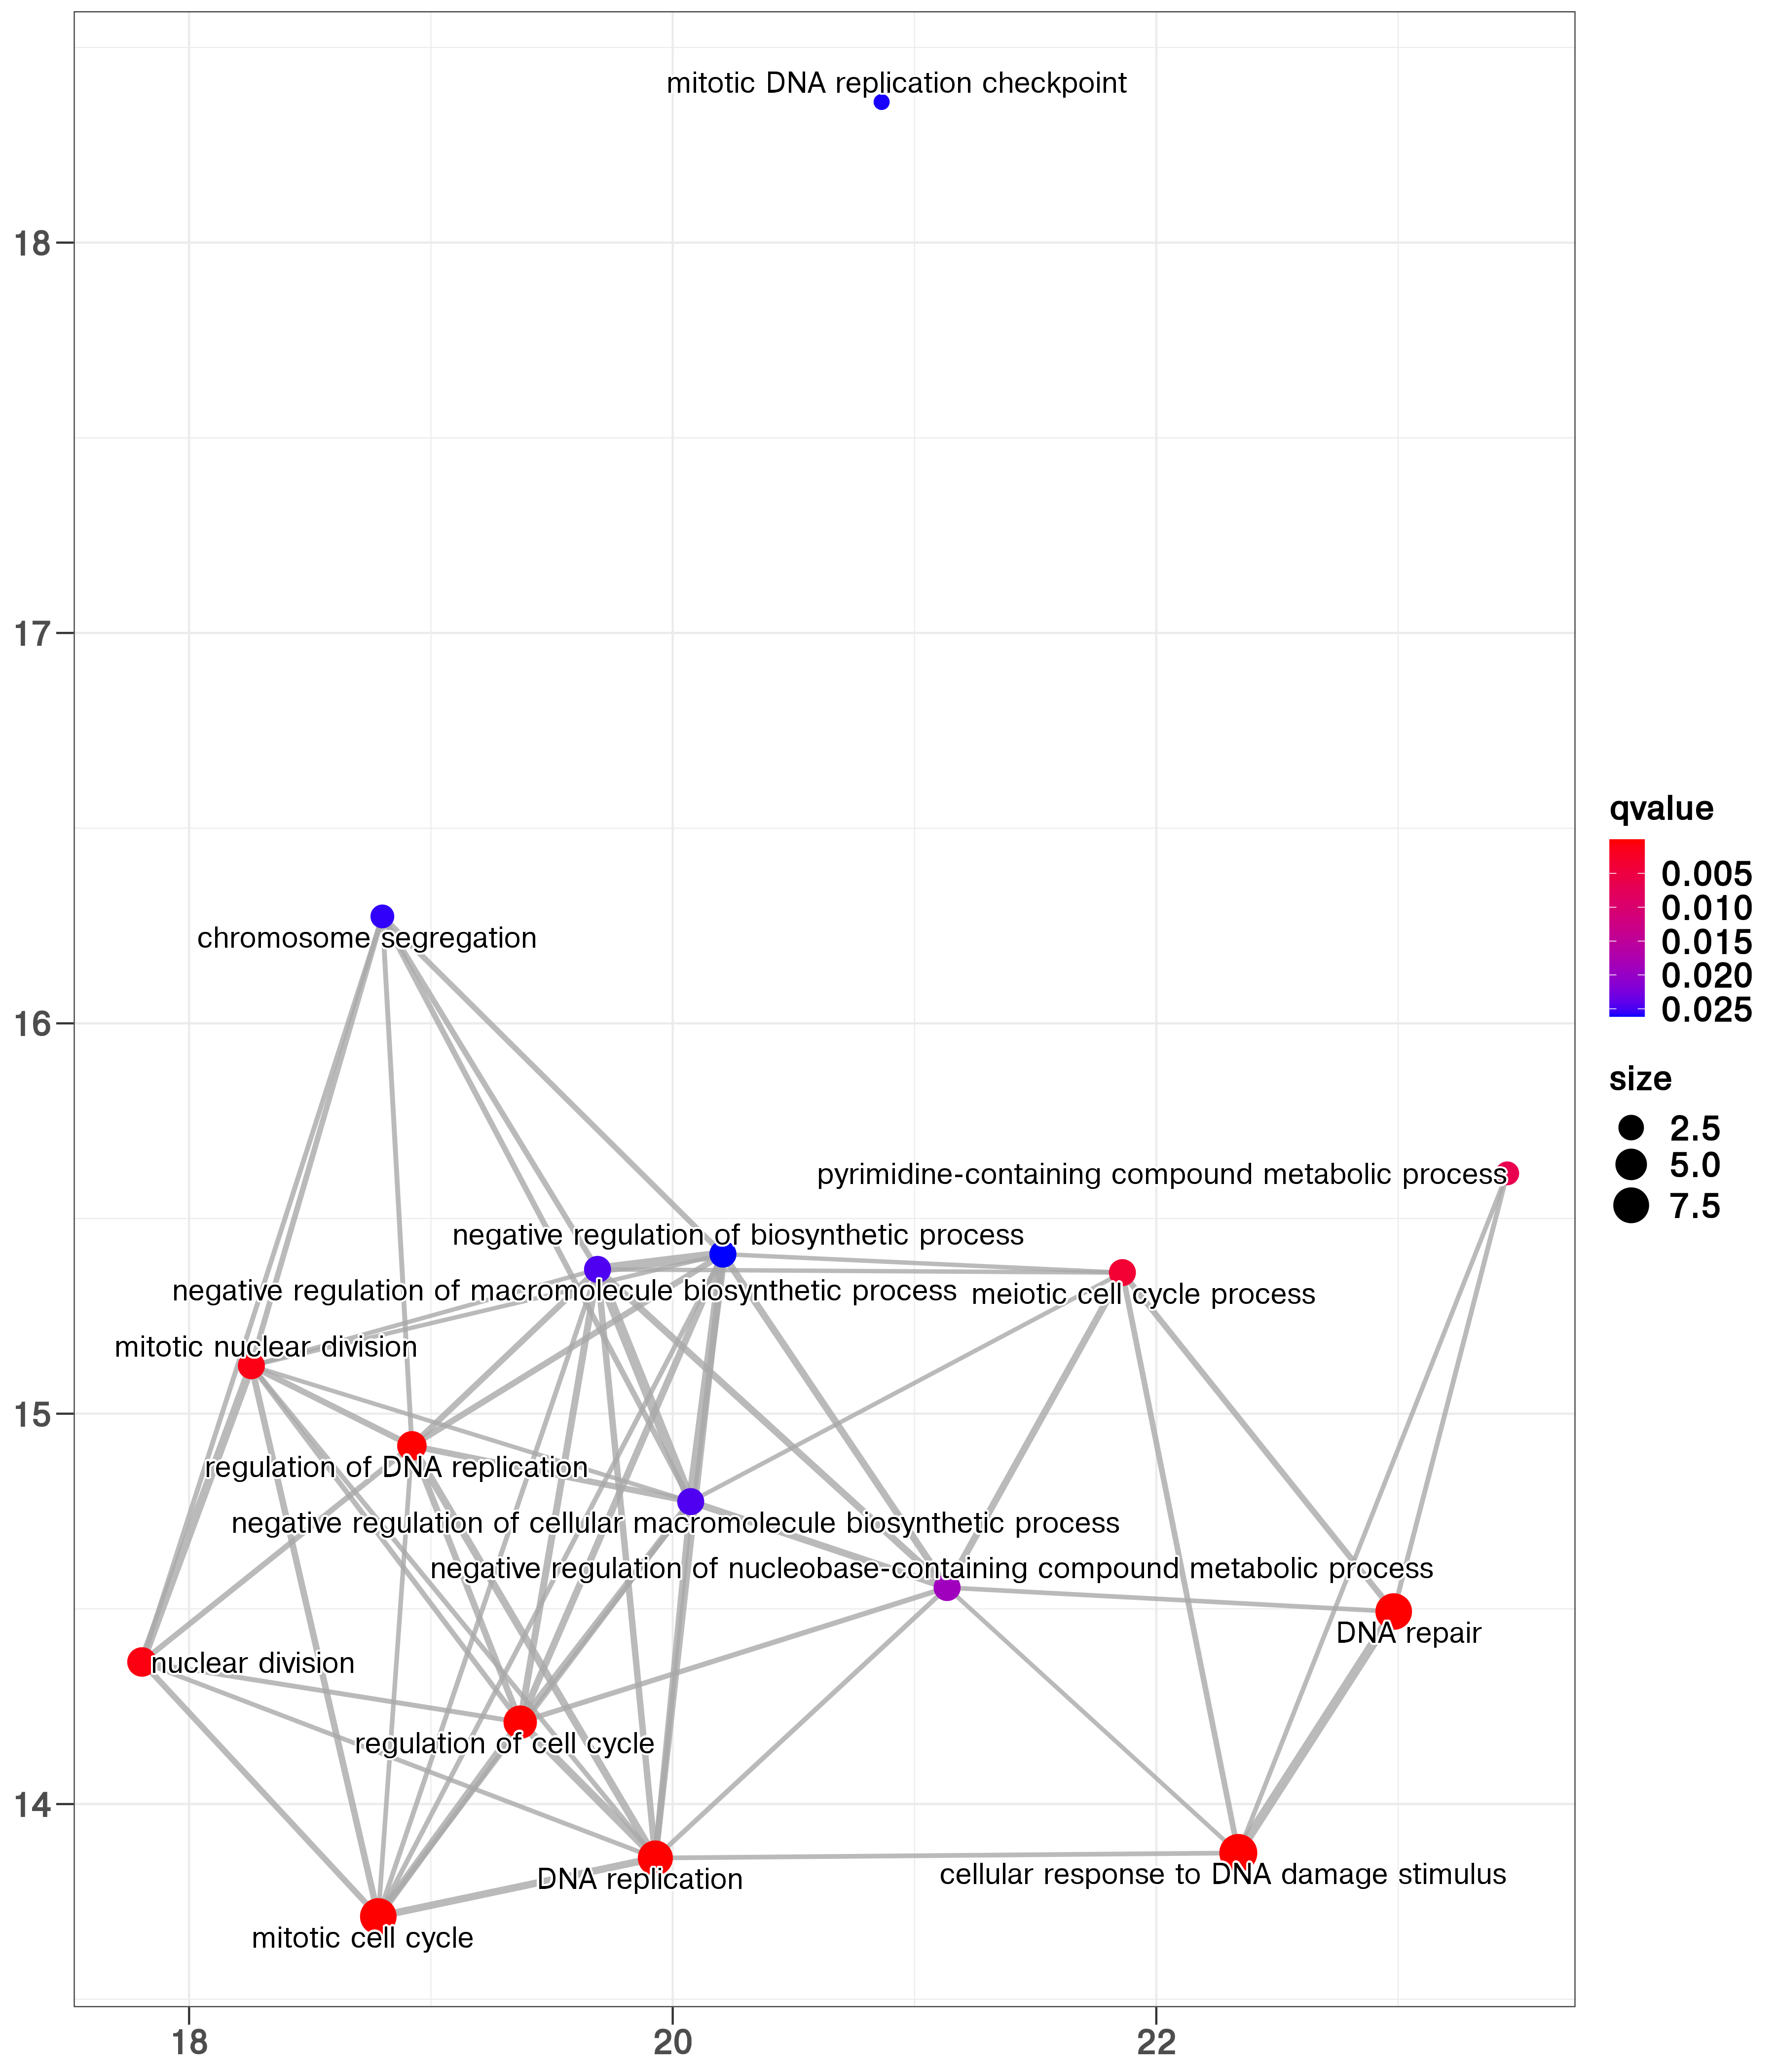 mitotic DNA replication checkpoint
18
17
qvalue
0.005
0.010
0.015
0.020
0.025
chromosome segregation
16
size
2.5
5.0
7.5
pyrimidine-containing compound metabolic process
negative regulation of biosynthetic process
negative regulation of macromolecule biosynthetic process
meiotic cell cycle process
mitotic nuclear division
15
regulation of DNA replication
negative regulation of cellular macromolecule biosynthetic process
negative regulation of nucleobase-containing compound metabolic process
DNA repair
nuclear division
regulation of cell cycle
14
DNA replication
cellular response to DNA damage stimulus
mitotic cell cycle
18
20
22